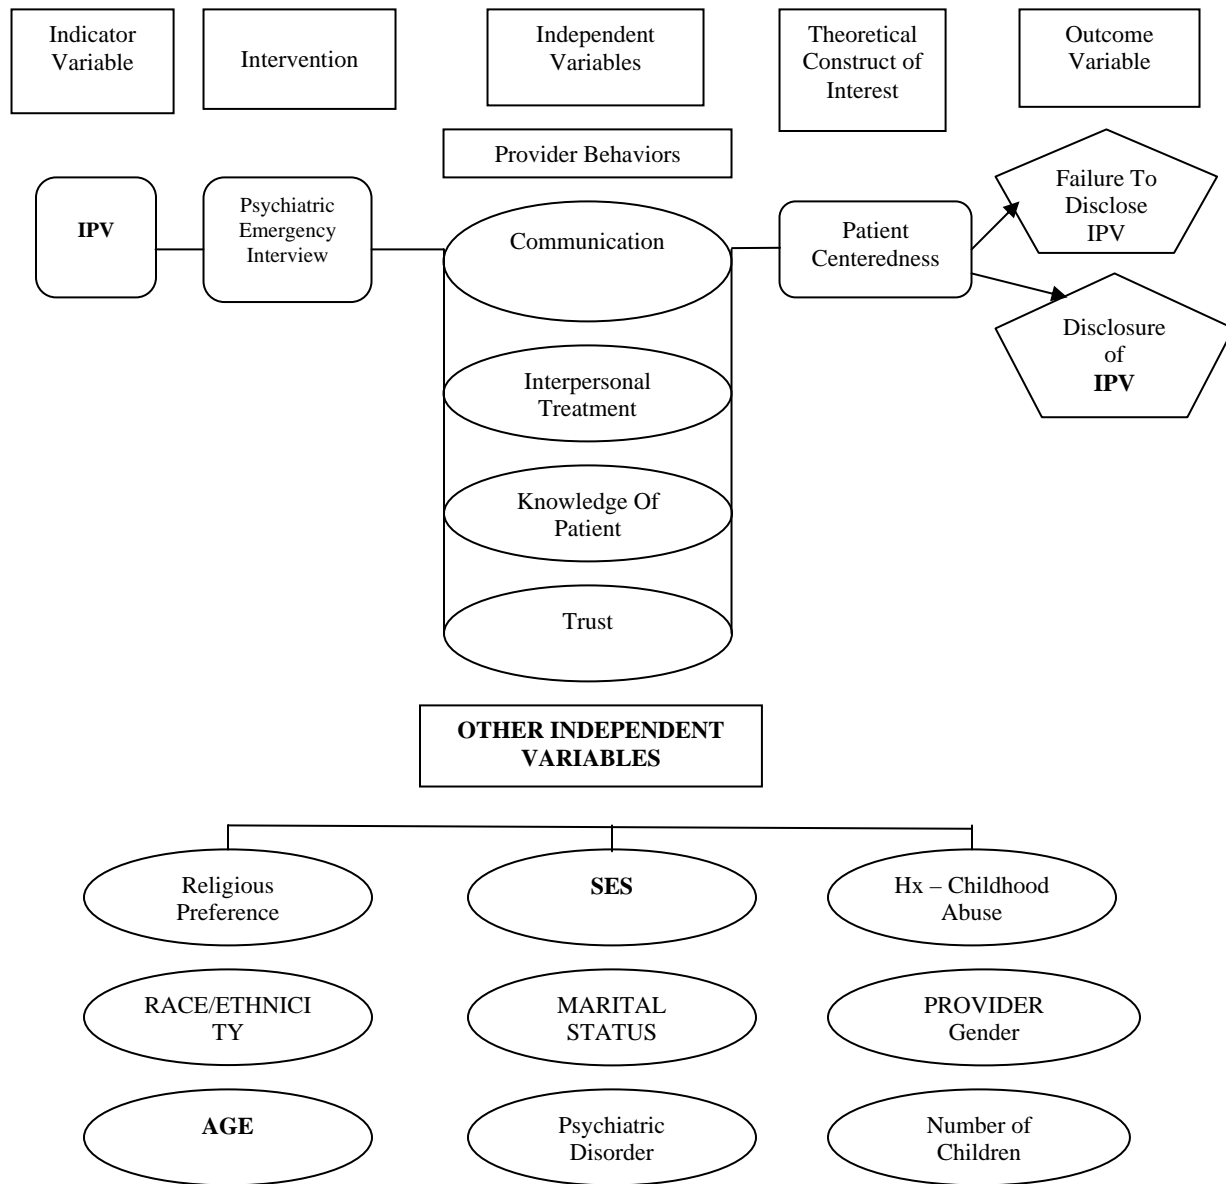 Indicator
Variable
Intervention
Independent
Variables
Theoretical
Construct of
Interest
Outcome
Variable
Provider Behaviors
IPV
Psychiatric
Emergency
Interview
Communication
Patient
Centeredness
Failure To
Disclose
IPV
Disclosure
of
IPV
Interpersonal
Treatment
Knowledge Of
Patient
Trust
OTHER INDEPENDENT
VARIABLES
Religious
Preference
SES
Hx – Childhood
Abuse
RACE/ETHNICI
TY
MARITAL
STATUS
PROVIDER
Gender
AGE
Psychiatric
Disorder
Number of
Children